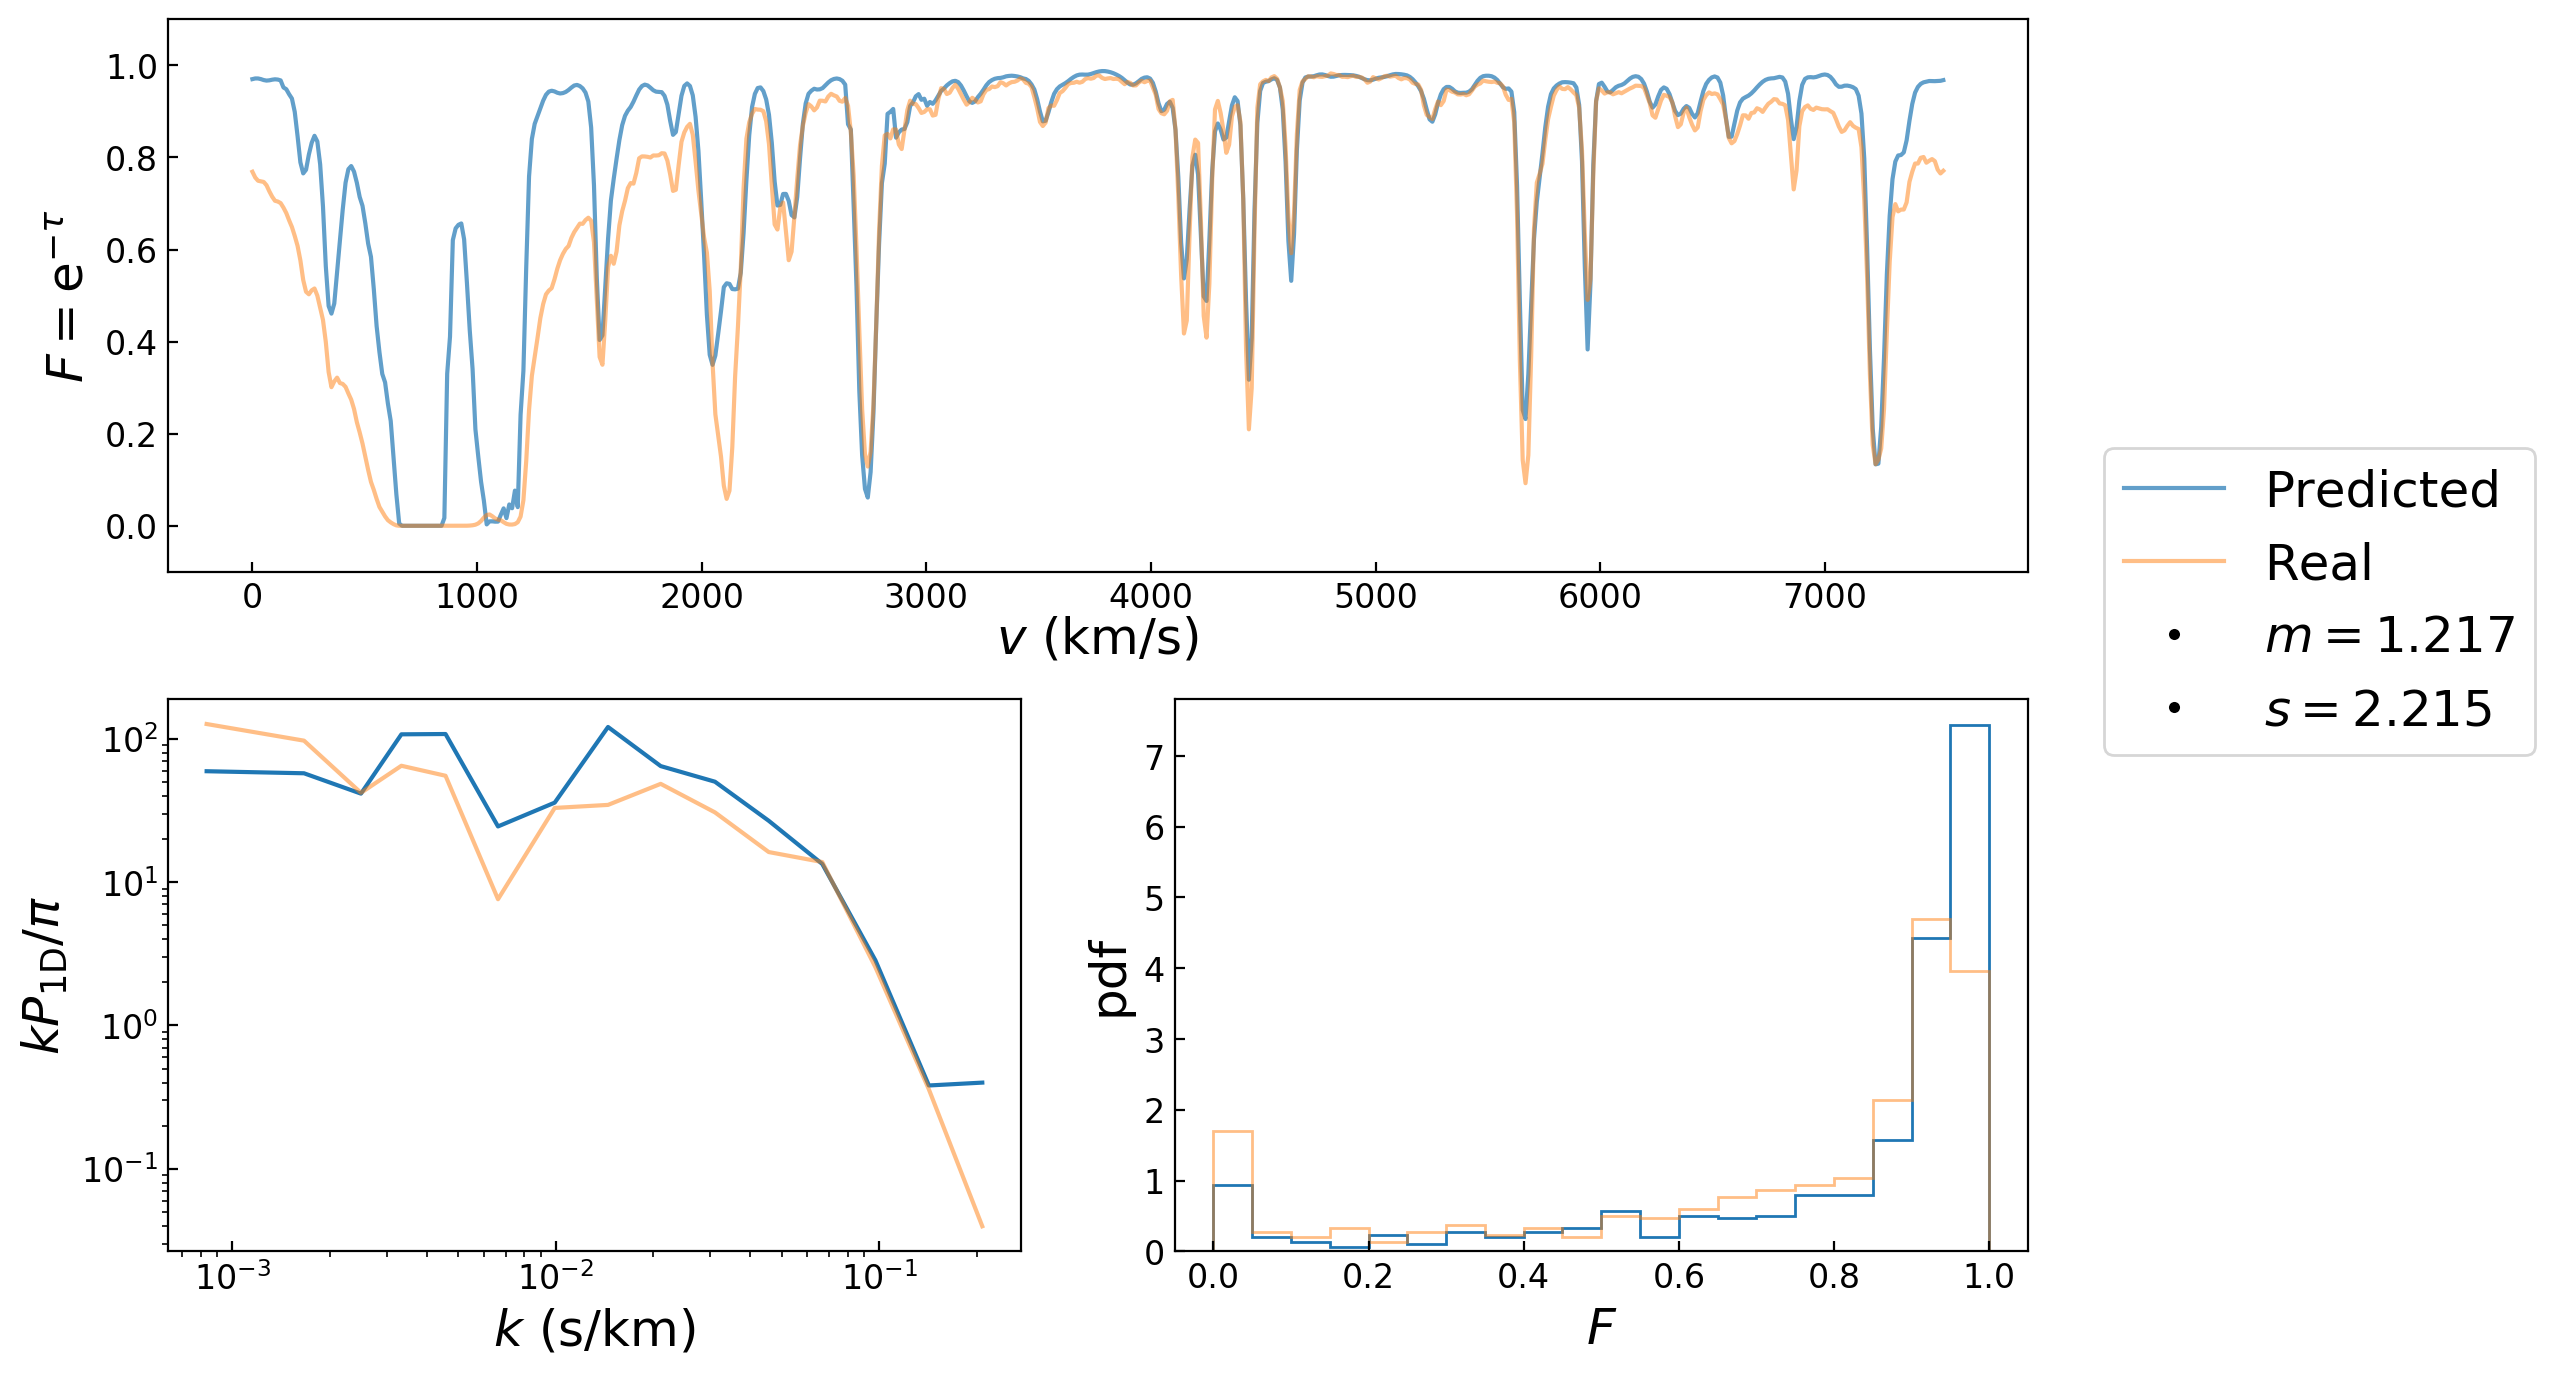 1.0
0.8
0.6
0.4
0.2
0.0
F = e^{-τ}
0 1000 2000 3000 4000 5000 6000 7000
v (km/s)
Predicted
Real
m = 1.217
s = 2.215
10^2
10^1
10^0
10^{-1}
kP_{1D}/π
10^{-3} 10^{-2} 10^{-1}
k (s/km)
7
6
5
4
3
2
1
0
pdf
0.0 0.2 0.4 0.6 0.8 1.0
F